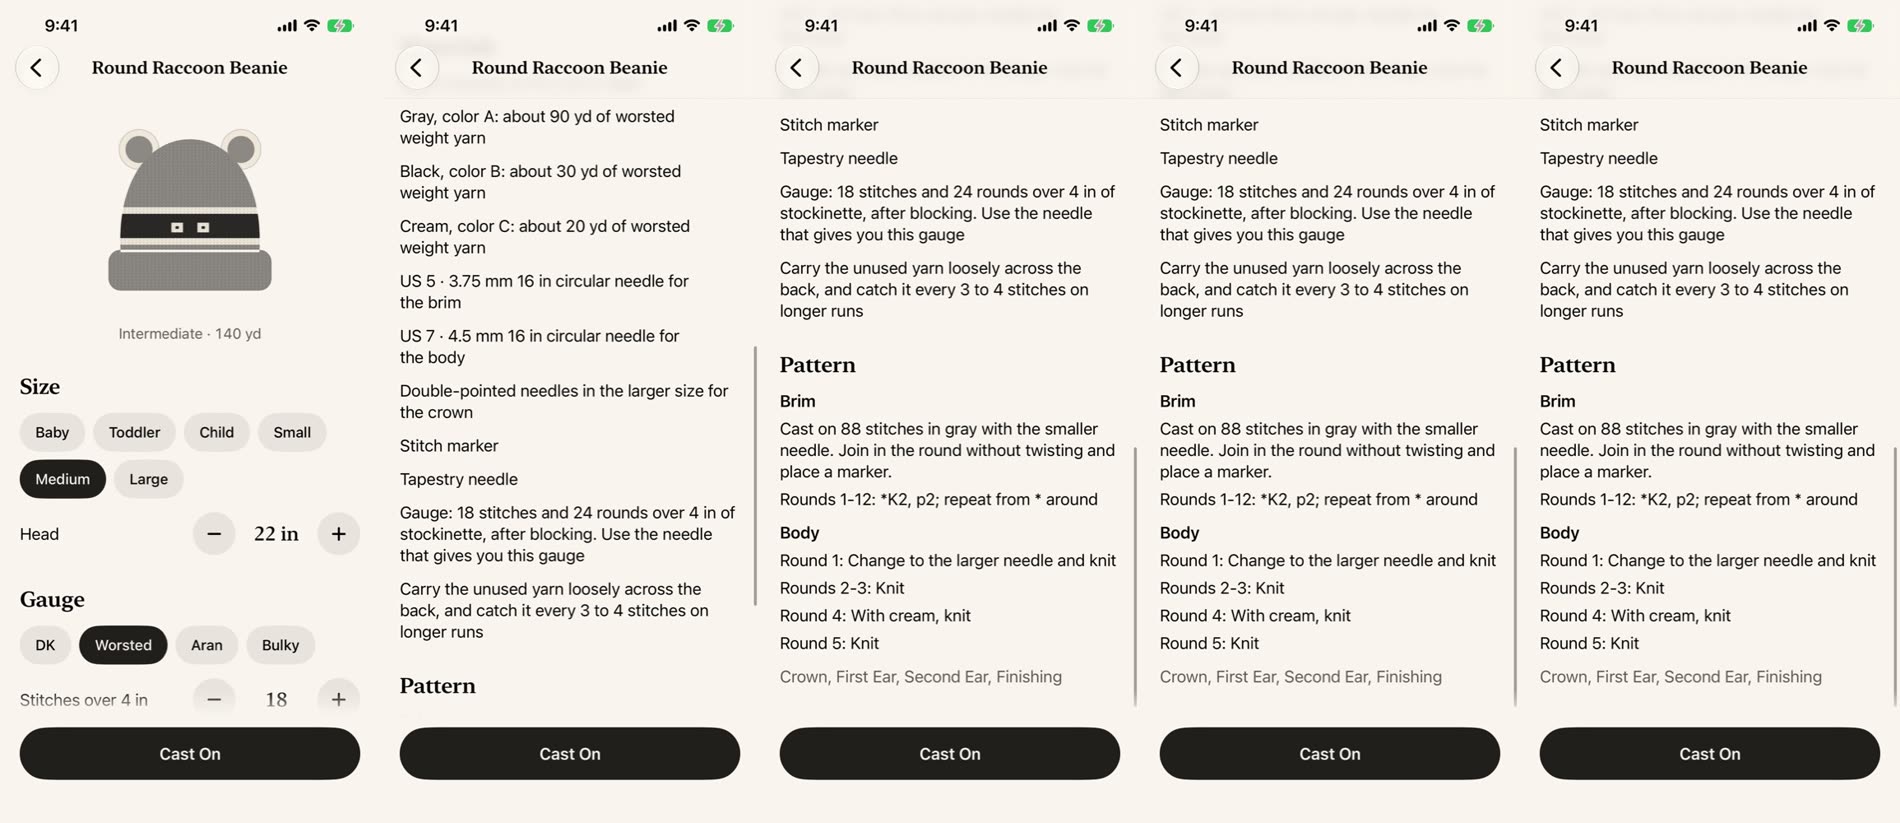 9:41
Round Raccoon Beanie
Intermediate · 140 yd
Size
Baby
Toddler
Child
Small
Medium
Large
Head
− 22 in +
Gauge
DK
Worsted
Aran
Bulky
Stitches over 4 in
− 18 +
Cast On
9:41
Round Raccoon Beanie
Gray, color A: about 90 yd of worsted
weight yarn
Black, color B: about 30 yd of worsted
weight yarn
Cream, color C: about 20 yd of worsted
weight yarn
US 5 · 3.75 mm 16 in circular needle for
the brim
US 7 · 4.5 mm 16 in circular needle for
the body
Double-pointed needles in the larger size for
the crown
Stitch marker
Tapestry needle
Gauge: 18 stitches and 24 rounds over 4 in of
stockinette, after blocking. Use the needle
that gives you this gauge
Carry the unused yarn loosely across the
back, and catch it every 3 to 4 stitches on
longer runs
Pattern
Cast On
9:41
Round Raccoon Beanie
Stitch marker
Tapestry needle
Gauge: 18 stitches and 24 rounds over 4 in of
stockinette, after blocking. Use the needle
that gives you this gauge
Carry the unused yarn loosely across the
back, and catch it every 3 to 4 stitches on
longer runs
Pattern
Brim
Cast on 88 stitches in gray with the smaller
needle. Join in the round without twisting and
place a marker.
Rounds 1-12: *K2, p2; repeat from * around
Body
Round 1: Change to the larger needle and knit
Rounds 2-3: Knit
Round 4: With cream, knit
Round 5: Knit
Crown, First Ear, Second Ear, Finishing
Cast On
9:41
Round Raccoon Beanie
Stitch marker
Tapestry needle
Gauge: 18 stitches and 24 rounds over 4 in of
stockinette, after blocking. Use the needle
that gives you this gauge
Carry the unused yarn loosely across the
back, and catch it every 3 to 4 stitches on
longer runs
Pattern
Brim
Cast on 88 stitches in gray with the smaller
needle. Join in the round without twisting and
place a marker.
Rounds 1-12: *K2, p2; repeat from * around
Body
Round 1: Change to the larger needle and knit
Rounds 2-3: Knit
Round 4: With cream, knit
Round 5: Knit
Crown, First Ear, Second Ear, Finishing
Cast On
9:41
Round Raccoon Beanie
Stitch marker
Tapestry needle
Gauge: 18 stitches and 24 rounds over 4 in of
stockinette, after blocking. Use the needle
that gives you this gauge
Carry the unused yarn loosely across the
back, and catch it every 3 to 4 stitches on
longer runs
Pattern
Brim
Cast on 88 stitches in gray with the smaller
needle. Join in the round without twisting and
place a marker.
Rounds 1-12: *K2, p2; repeat from * around
Body
Round 1: Change to the larger needle and knit
Rounds 2-3: Knit
Round 4: With cream, knit
Round 5: Knit
Crown, First Ear, Second Ear, Finishing
Cast On